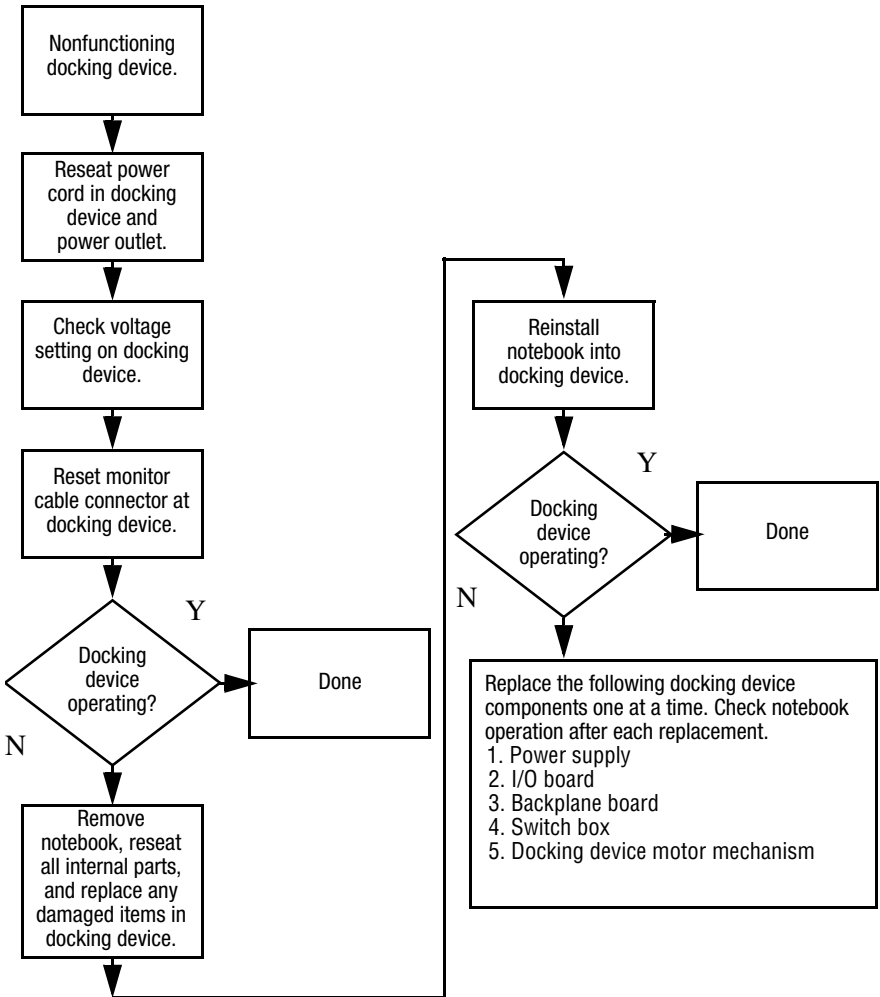 Nonfunctioning
docking device.
Reseat power
cord in docking
device and
power outlet.
Check voltage
setting on docking
device.
Reset monitor
cable connector at
docking device.
Docking
device
operating?
Y
Done
N
Remove
notebook, reseat
all internal parts,
and replace any
damaged items in
docking device.
Reinstall
notebook into
docking device.
Docking
device
operating?
Y
Done
N
Replace the following docking device
components one at a time. Check notebook
operation after each replacement.
1. Power supply
2. I/O board
3. Backplane board
4. Switch box
5. Docking device motor mechanism